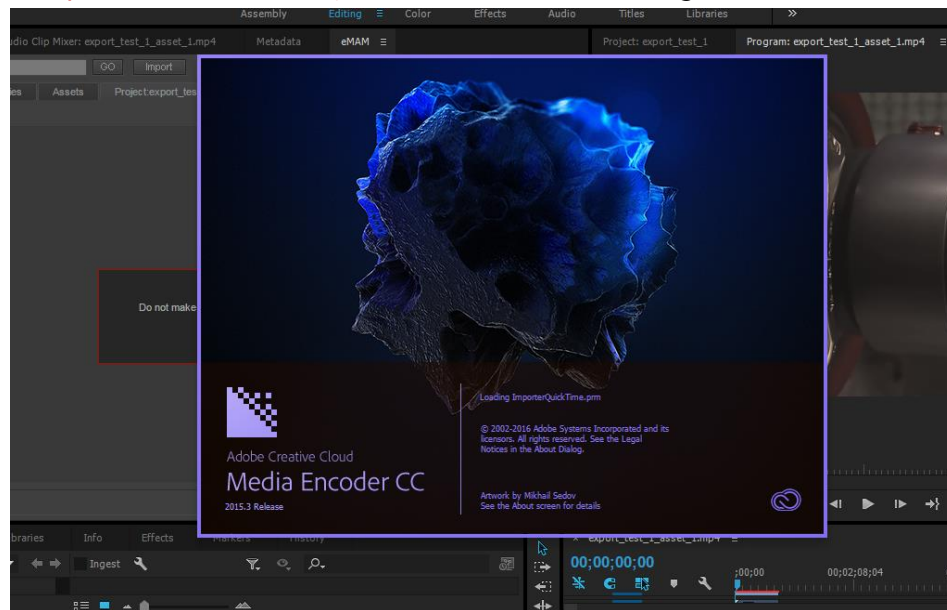 Assembly Editing Color Effects Audio Titles Libraries »
udio Clip Mixer: export_test_1_asset_1.mp4 Metadata eMAM Project: export_test_1 Program: export_test_1_asset_1.mp4
GO Import
es Assets Project:export_tes
Do not make
Loading ImporterQuickTime.prm
© 2002-2016 Adobe Systems Incorporated and its
licensors. All rights reserved. See the Legal
Notices in the About Dialog.
Adobe Creative Cloud
Media Encoder CC
2015.3 Release
Artwork by Mikhail Sedov
See the About screen for details
braries Info Effects Markers History
× export_test_1_asset_1.mp4
Ingest
00;00;00;00
;00;00 00;02;08;04